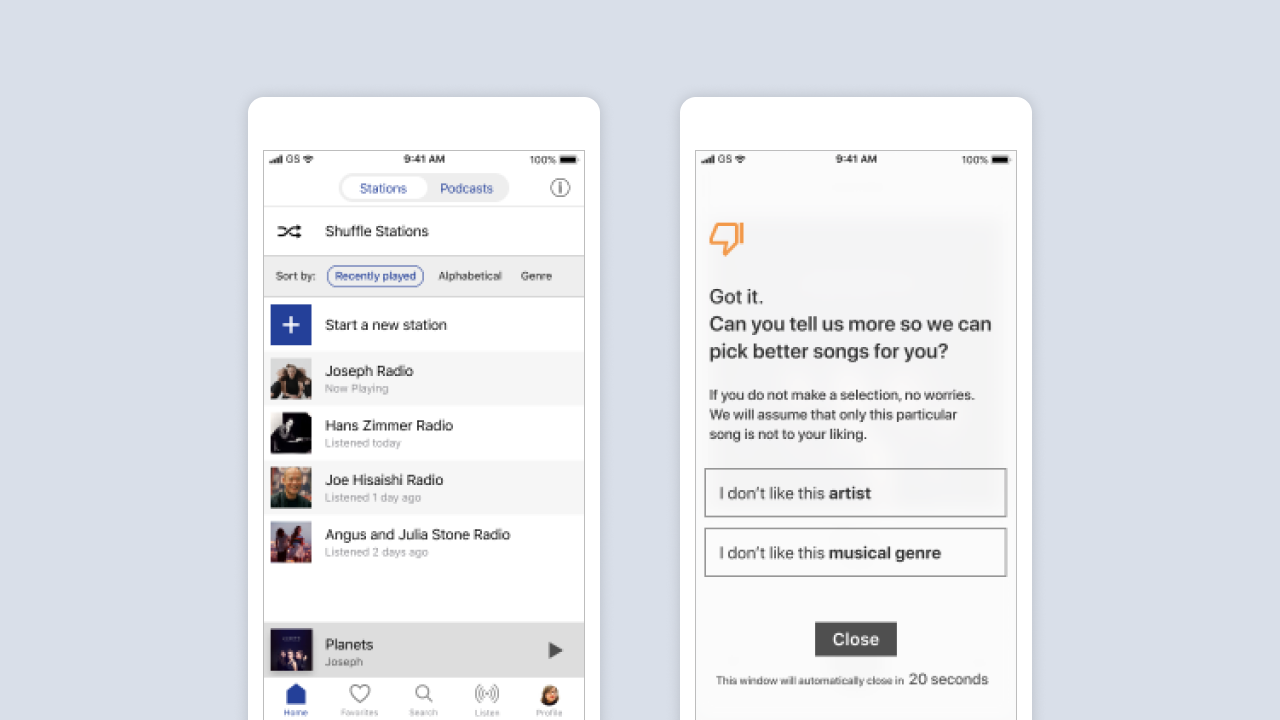 GS 9:41 AM 100%
Stations Podcasts
Shuffle Stations
Sort by: Recently played Alphabetical Genre
Start a new station
Joseph Radio
Now Playing
Hans Zimmer Radio
Listened today
Joe Hisaishi Radio
Listened 1 day ago
Angus and Julia Stone Radio
Listened 2 days ago
Planets
Joseph
Home Favorites Search Listen Profile
GS 9:41 AM 100%
Got it.
Can you tell us more so we can
pick better songs for you?
If you do not make a selection, no worries.
We will assume that only this particular
song is not to your liking.
I don't like this artist
I don't like this musical genre
Close
This window will automatically close in 20 seconds